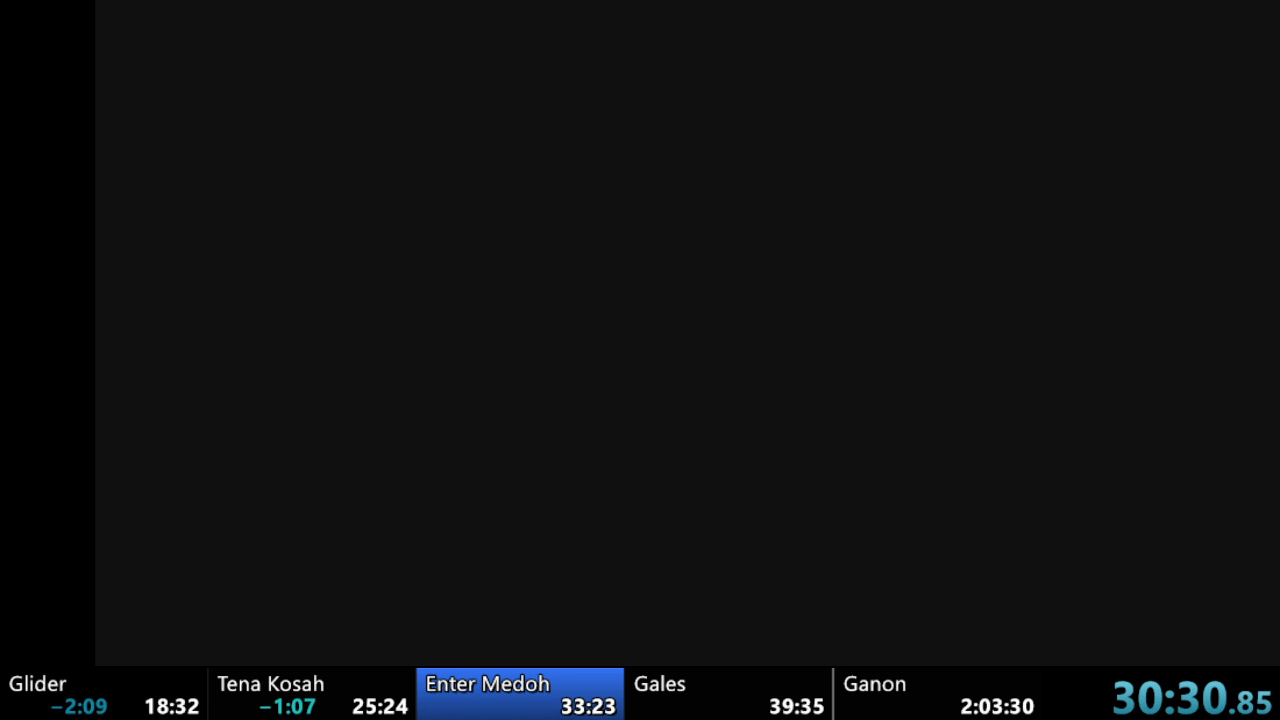 Glider
−2:09 18:32
Tena Kosah
−1:07 25:24
Enter Medoh
33:23
Gales
39:35
Ganon
2:03:30
30:30.85